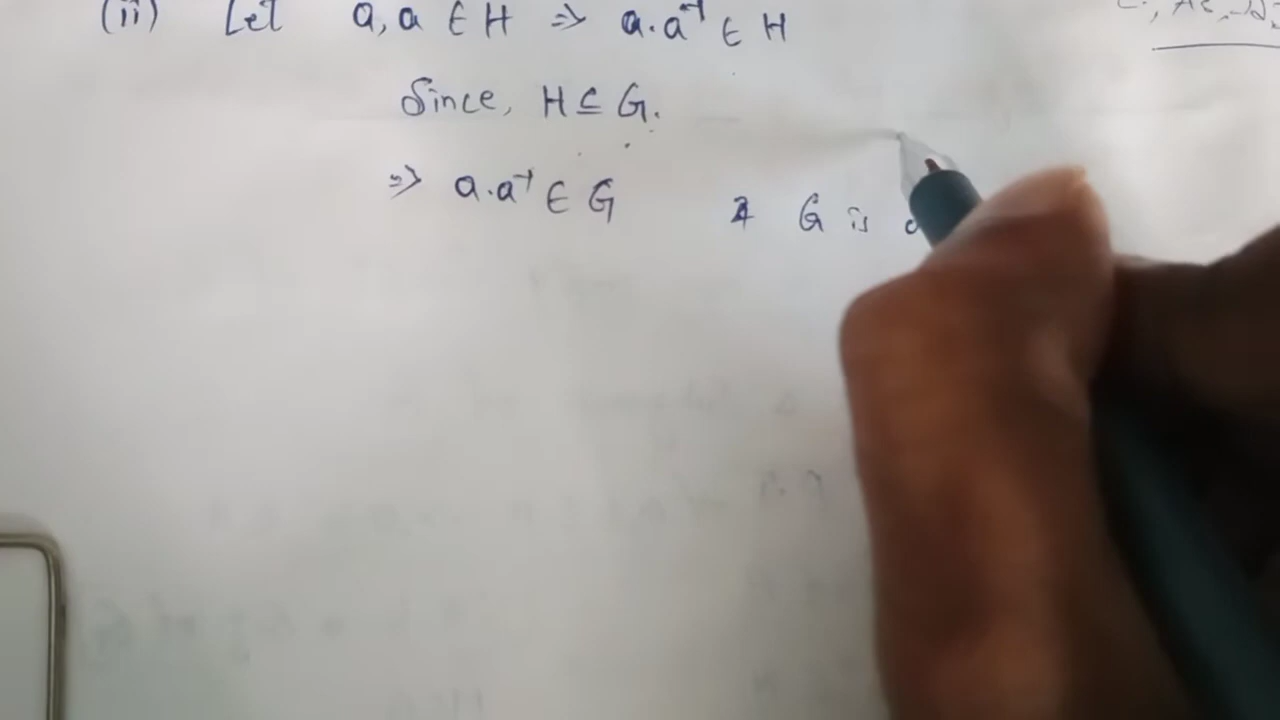 (ii) Let a, a ∈ H ⇒ a.a⁻¹ ∈ H
Since, H ⊆ G.
⇒ a.a⁻¹ ∈ G & G is